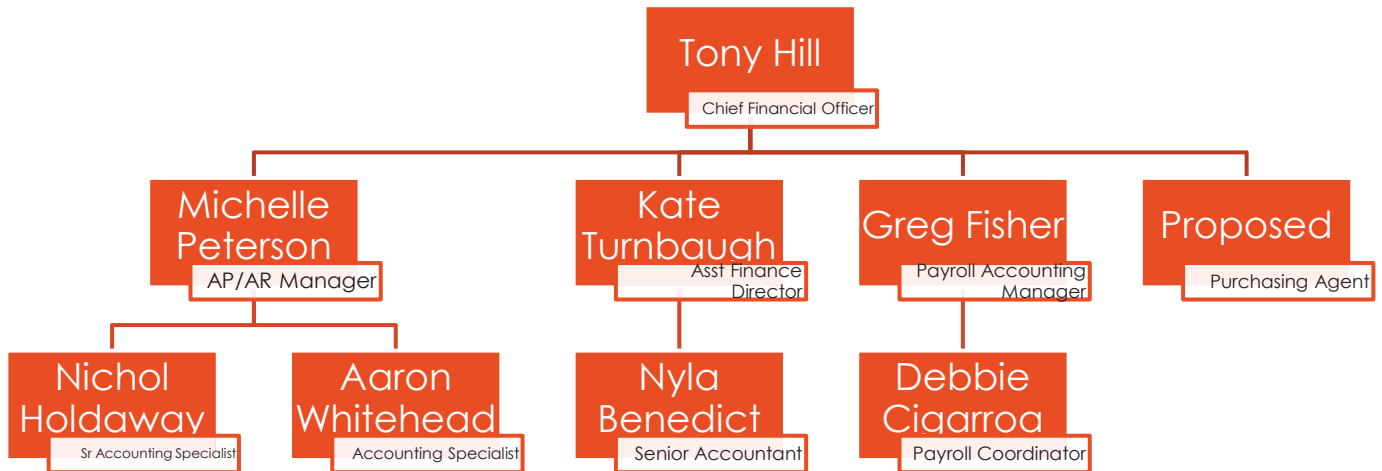 Tony Hill
Chief Financial Officer
Michelle
Peterson
AP/AR Manager
Kate
Turnbaugh
Asst Finance
Director
Greg Fisher
Payroll Accounting
Manager
Proposed
Purchasing Agent
Nichol
Holdaway
Sr Accounting Specialist
Aaron
Whitehead
Accounting Specialist
Nyla
Benedict
Senior Accountant
Debbie
Cigarroa
Payroll Coordinator